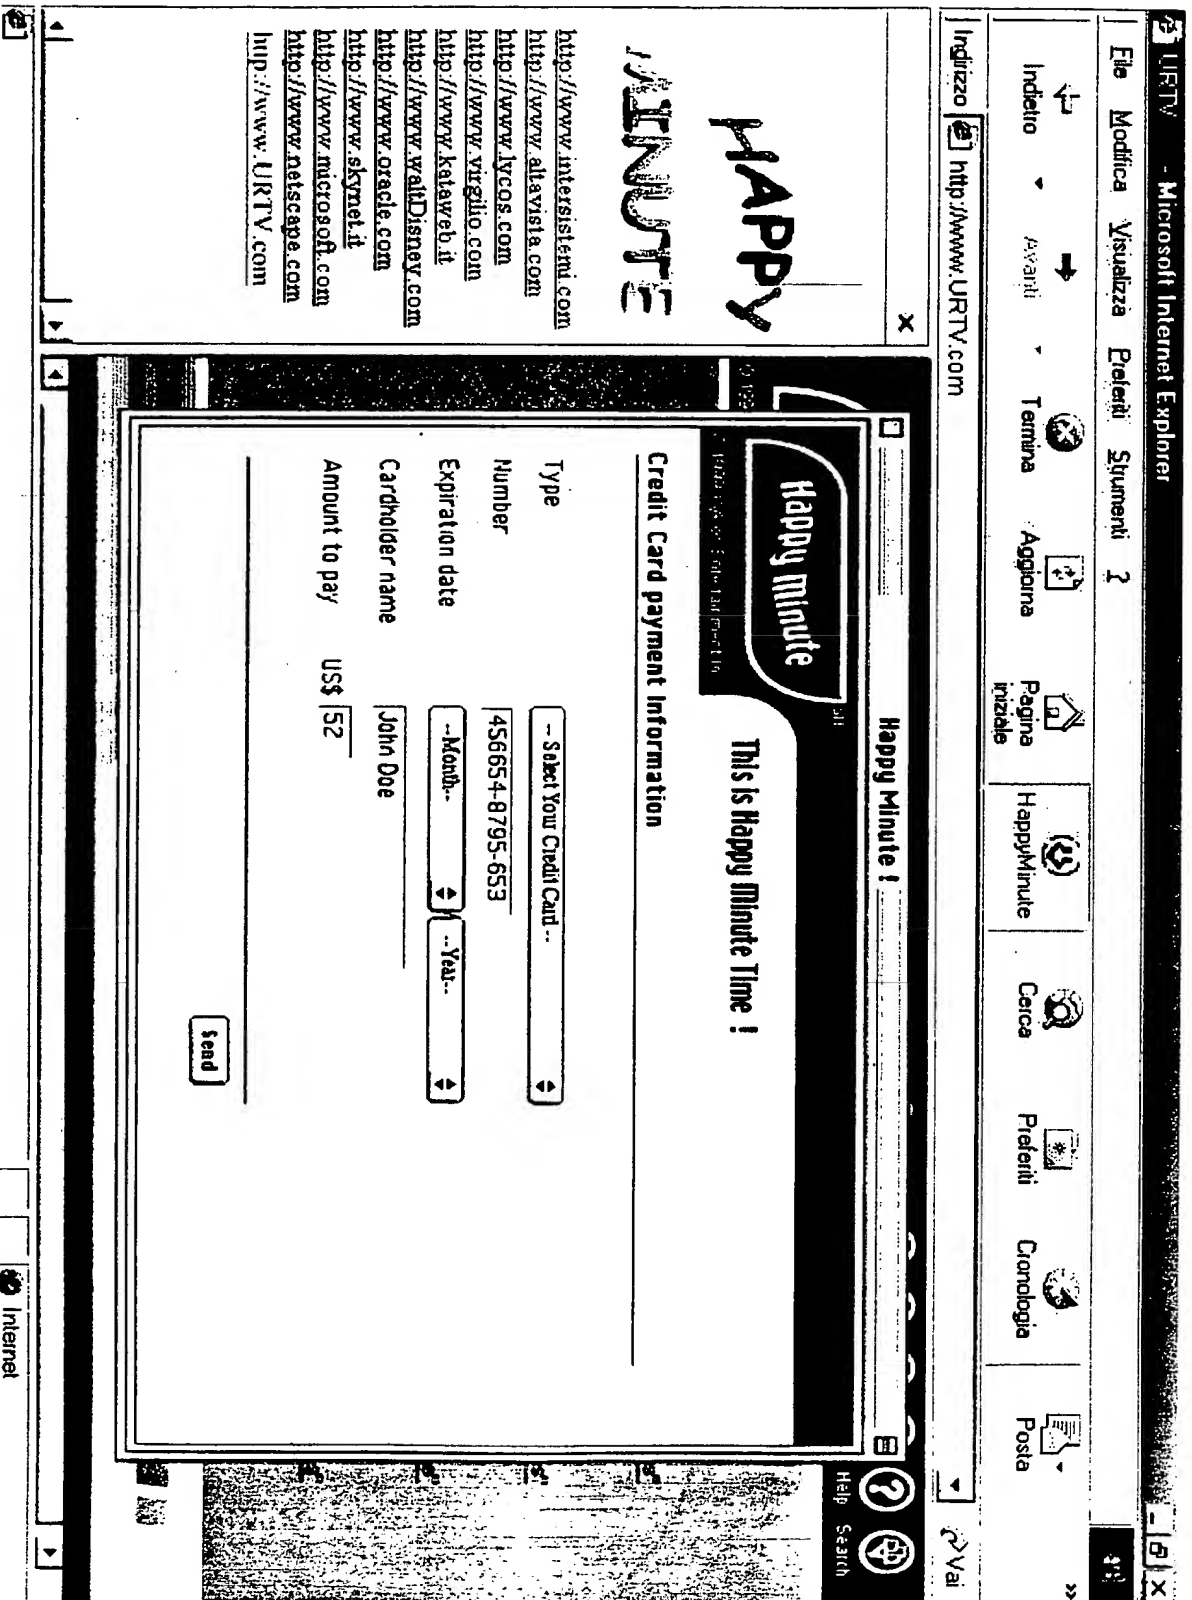 URTV - Microsoft Internet Explorer
File Modifica Visualizza Preferiti Strumenti ?
Indietro Avanti Termina Aggiorna Pagina iniziale HappyMinute Cerca Preferiti Cronologia Posta »
Indirizzo http://www.URTV.com Vai
HAPPY
MINUTE
http://www.intersistemi.com
http://www.altavista.com
http://www.lycos.com
http://www.virgilio.com
http://www.kataweb.it
http://www.waltDisney.com
http://www.oracle.com
http://www.skynet.it
http://www.microsoft.com
http://www.netscape.com
http://www.URTV.com
Happy Minute !
Happy minute
This is Happy Minute Time !
Credit Card payment Information
Type -- Select Your Credit Card --
Number 456654-8795-653
Expiration date --Month-- --Year--
Cardholder name John Doe
Amount to pay US$ 52
Send
Help Search
Internet